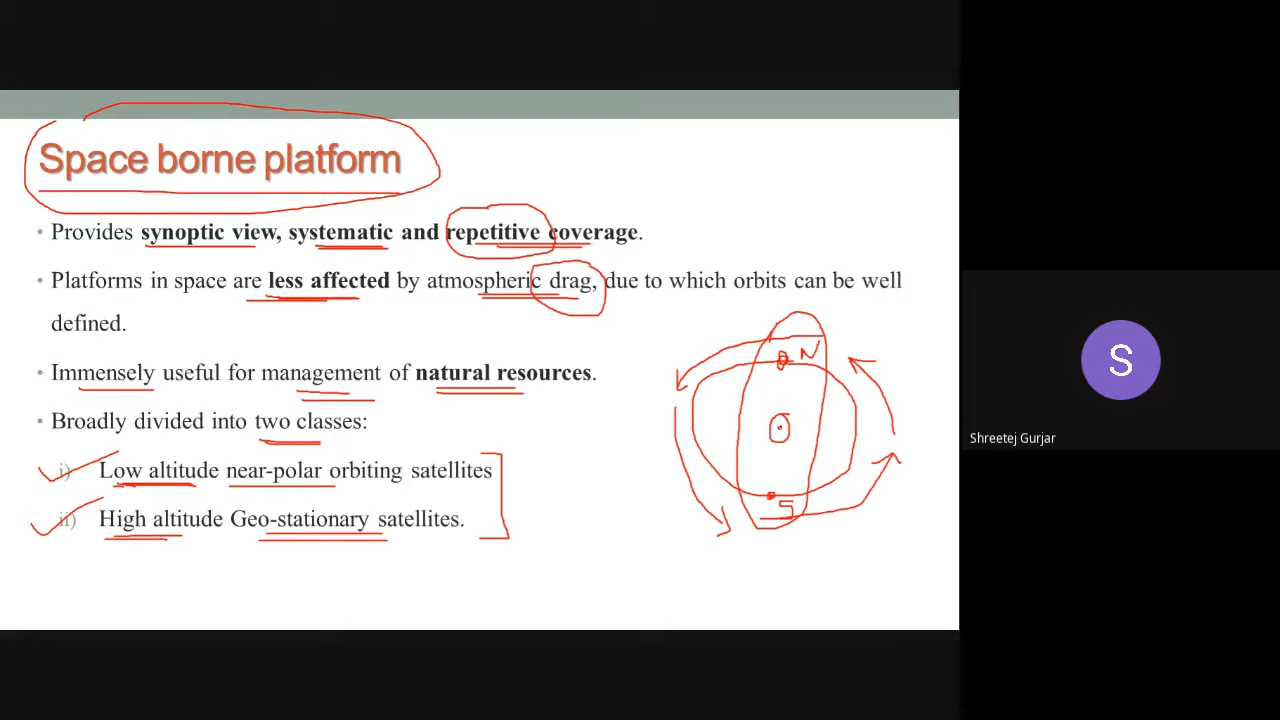 Space borne platform
• Provides synoptic view, systematic and repetitive coverage.
• Platforms in space are less affected by atmospheric drag, due to which orbits can be well
defined.
• Immensely useful for management of natural resources.
• Broadly divided into two classes:
i) Low altitude near-polar orbiting satellites
ii) High altitude Geo-stationary satellites.
N
S
S
Shreetej Gurjar